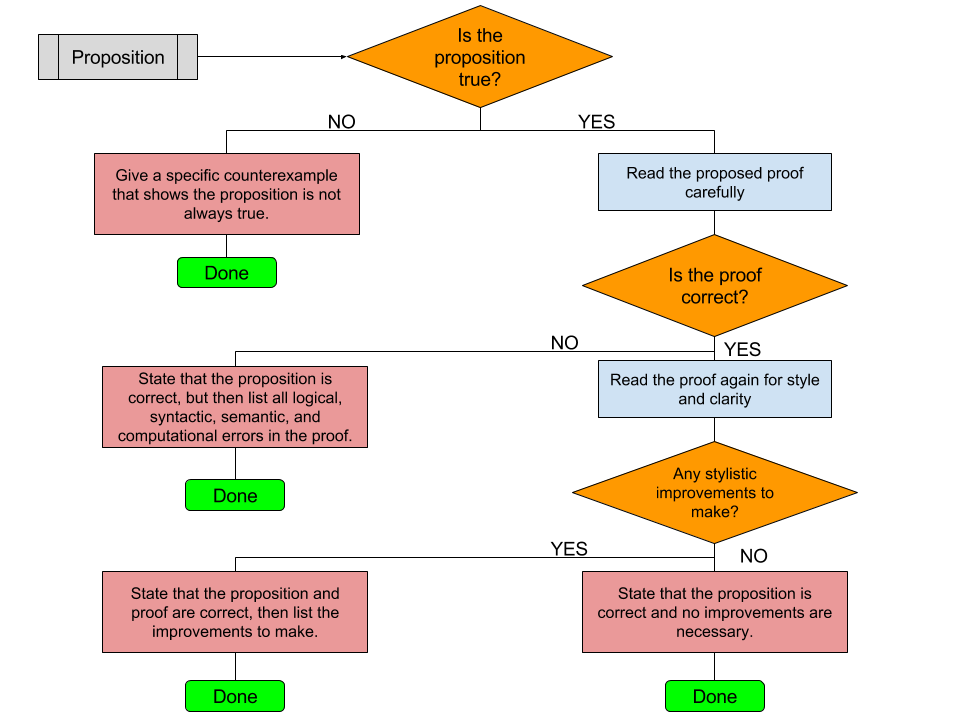 Proposition
Is the
proposition
true?
NO
YES
Give a specific counterexample
that shows the proposition is not
always true.
Read the proposed proof
carefully
Done
Is the proof
correct?
NO
YES
State that the proposition is
correct, but then list all logical,
syntactic, semantic, and
computational errors in the proof.
Read the proof again for style
and clarity
Done
Any stylistic
improvements to
make?
YES
NO
State that the proposition and
proof are correct, then list the
improvements to make.
State that the proposition is
correct and no improvements are
necessary.
Done
Done